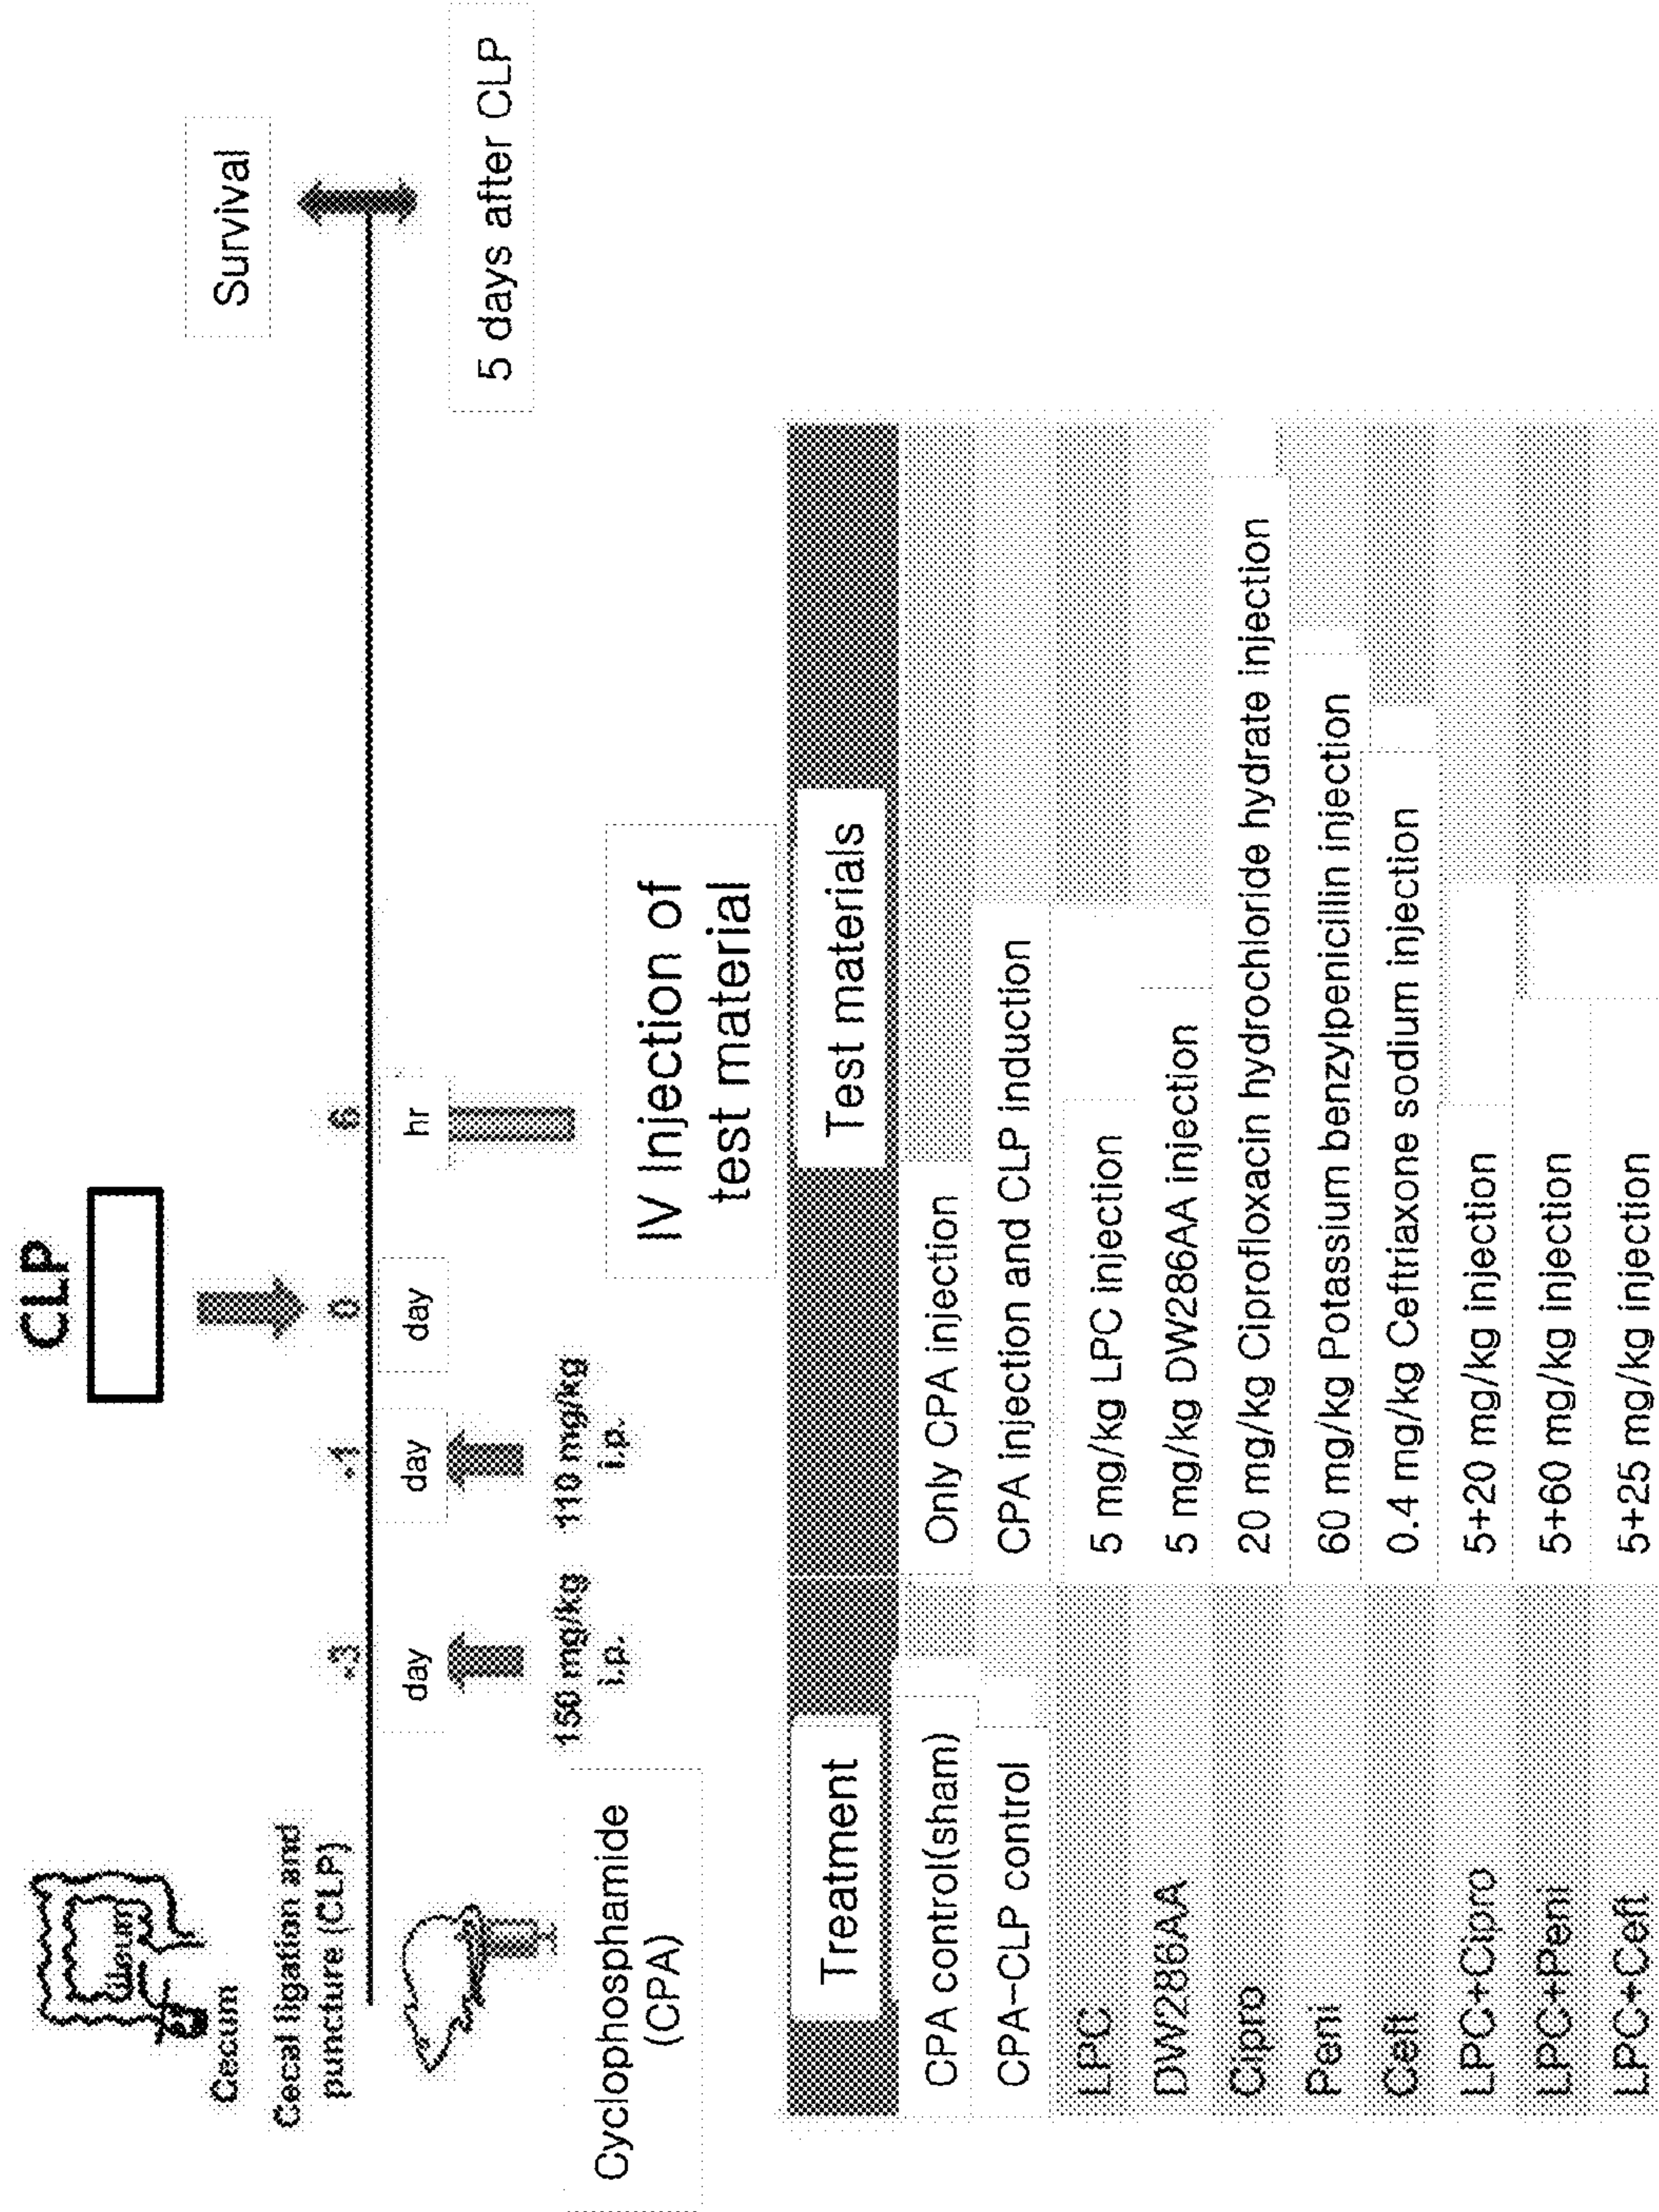 CLP
Cecum
Cecal ligation and
puncture (CLP)
Survival
-3
-1
0
6
day
day
day
hr
5 days after CLP
Cyclophosphamide
(CPA)
150 mg/kg
i.p.
110 mg/kg
i.p.
IV Injection of
test material
Treatment
Test materials
CPA control(sham)
Only CPA injection
CPA-CLP control
CPA injection and CLP induction
LPC
5 mg/kg LPC injection
DW286AA
5 mg/kg DW286AA injection
Cipro
20 mg/kg Ciprofloxacin hydrochloride hydrate injection
Peni
60 mg/kg Potassium benzylpenicillin injection
Ceft
0.4 mg/kg Ceftriaxone sodium injection
LPC+Cipro
5+20 mg/kg injection
LPC+Peni
5+60 mg/kg injection
LPC+Ceft
5+25 mg/kg injection